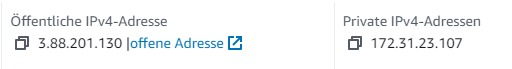 Öffentliche IPv4-Adresse
3.88.201.130 |offene Adresse
Private IPv4-Adressen
172.31.23.107